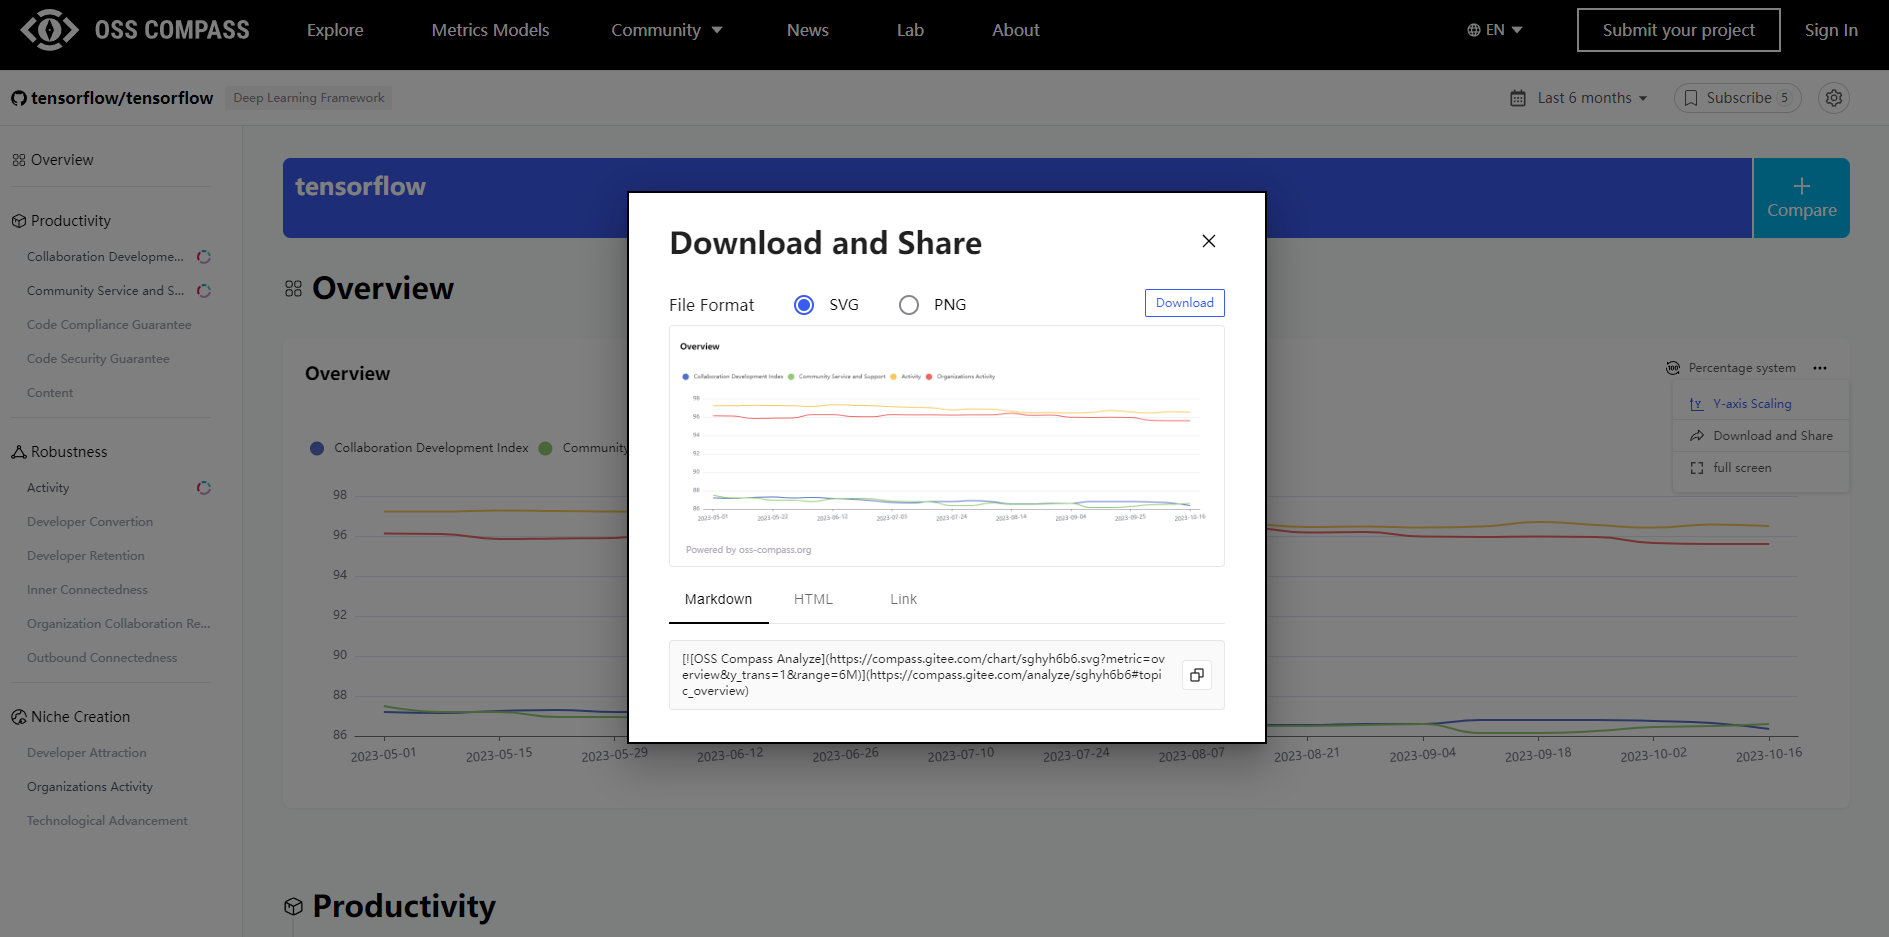 OSS COMPASS
Explore
Metrics Models
Community
News
Lab
About
EN
Submit your project
Sign In
tensorflow/tensorflow
Deep Learning Framework
Last 6 months
Subscribe 5
Overview
Productivity
Collaboration Developme...
Community Service and S...
Code Compliance Guarantee
Code Security Guarantee
Content
Robustness
Activity
Developer Convertion
Developer Retention
Inner Connectedness
Organization Collaboration Re...
Outbound Connectedness
Niche Creation
Developer Attraction
Organizations Activity
Technological Advancement
tensorflow
Compare
Overview
Overview
100 Percentage system
Y-axis Scaling
Download and Share
full screen
Collaboration Development Index
Community
98
96
94
92
90
88
86
2023-05-01
2023-05-15
2023-05-29
2023-06-12
2023-06-26
2023-07-10
2023-07-24
2023-08-07
2023-08-21
2023-09-04
2023-09-18
2023-10-02
2023-10-16
Productivity
Download and Share
File Format
SVG
PNG
Download
Overview
Collaboration Development Index
Community Service and Support
Activity
Organizations Activity
98
96
94
92
90
88
86
2023-05-01
2023-05-22
2023-06-12
2023-07-03
2023-07-24
2023-08-14
2023-09-04
2023-09-25
2023-10-16
Powered by oss-compass.org
Markdown
HTML
Link
[![OSS Compass Analyze](https://compass.gitee.com/chart/sghyh6b6.svg?metric=ov
erview&y_trans=1&range=6M)](https://compass.gitee.com/analyze/sghyh6b6#topi
c_overview)